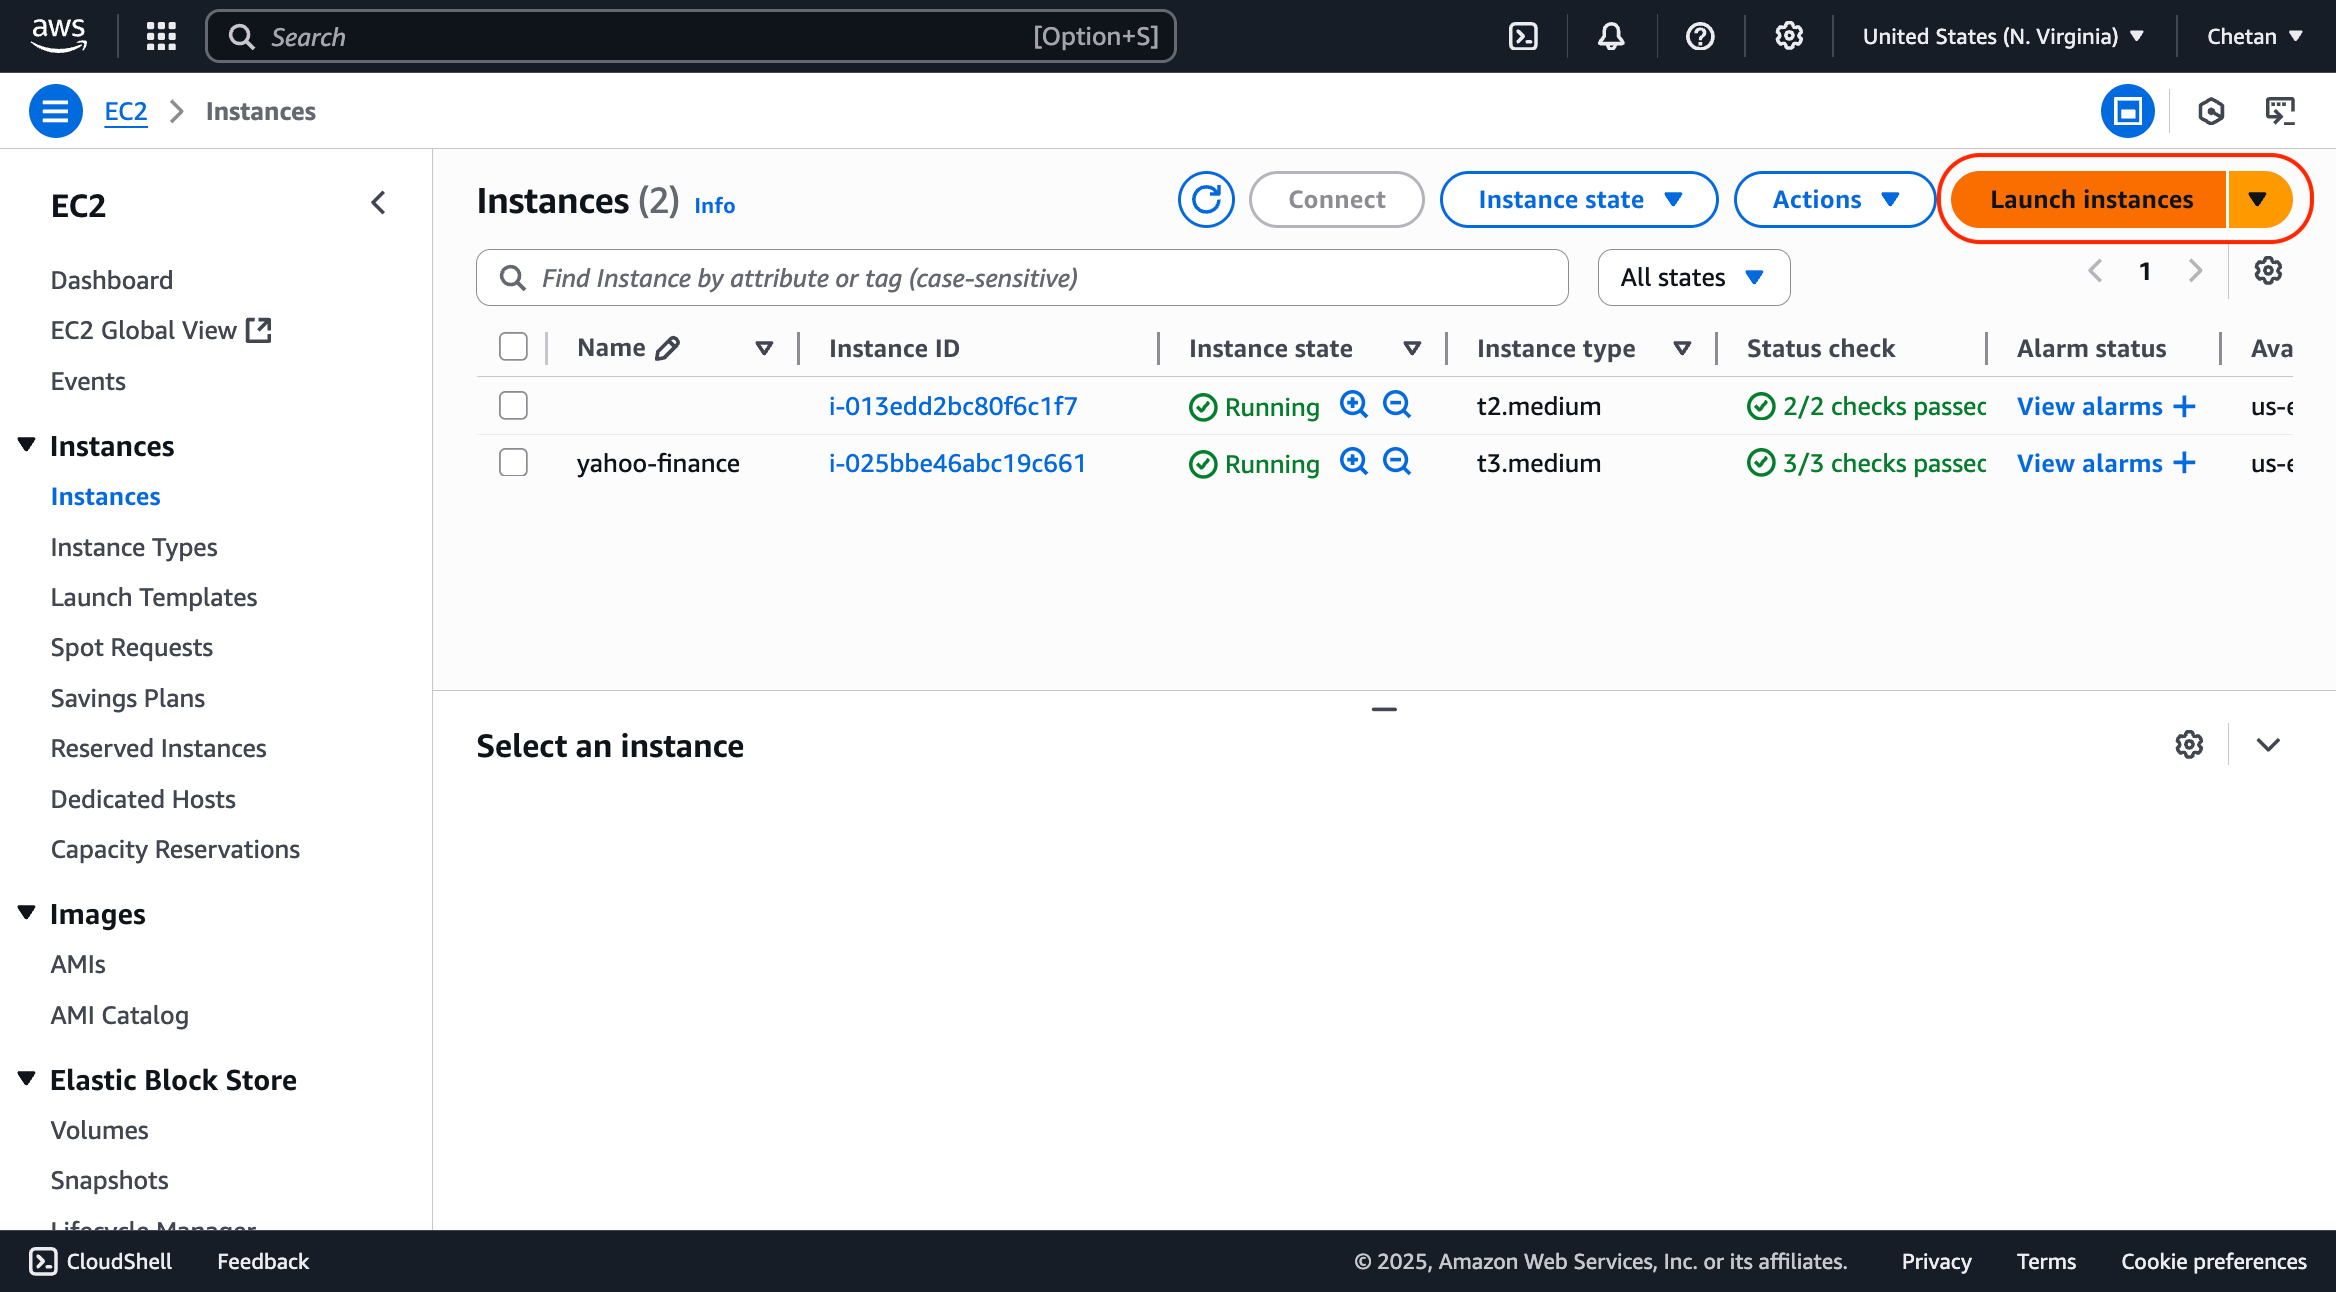 aws
Search [Option+S]
United States (N. Virginia)
Chetan
EC2
Instances
EC2
Dashboard
EC2 Global View
Events
Instances
Instances
Instance Types
Launch Templates
Spot Requests
Savings Plans
Reserved Instances
Dedicated Hosts
Capacity Reservations
Images
AMIs
AMI Catalog
Elastic Block Store
Volumes
Snapshots
Lifecycle Manager
Instances (2) Info
Connect
Instance state
Actions
Launch instances
Find Instance by attribute or tag (case-sensitive)
All states
1
Name Instance ID Instance state Instance type Status check Alarm status Ava
i-013edd2bc80f6c1f7 Running t2.medium 2/2 checks passed View alarms us-e
yahoo-finance i-025bbe46abc19c661 Running t3.medium 3/3 checks passed View alarms us-e
Select an instance
CloudShell
Feedback
© 2025, Amazon Web Services, Inc. or its affiliates.
Privacy
Terms
Cookie preferences